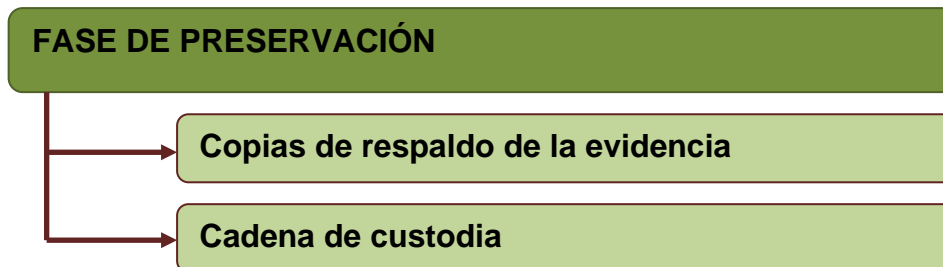 FASE DE PRESERVACIÓN
Copias de respaldo de la evidencia
Cadena de custodia